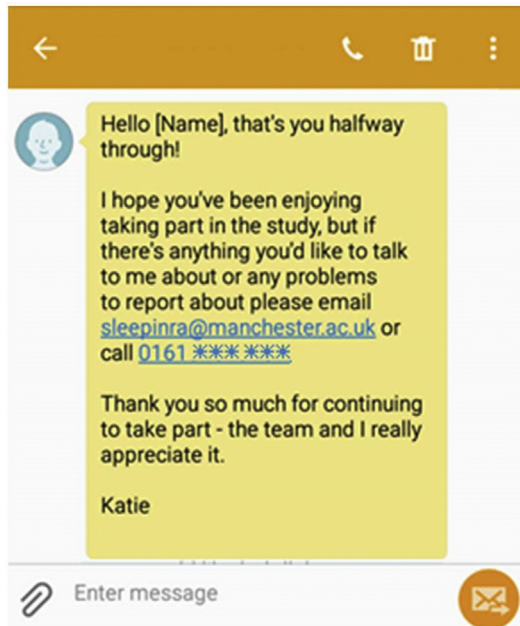 Hello [Name], that's you halfway
through!
I hope you've been enjoying
taking part in the study, but if
there's anything you'd like to talk
to me about or any problems
to report about please email
sleepinra@manchester.ac.uk or
call 0161 *** ***
Thank you so much for continuing
to take part - the team and I really
appreciate it.
Katie
Enter message